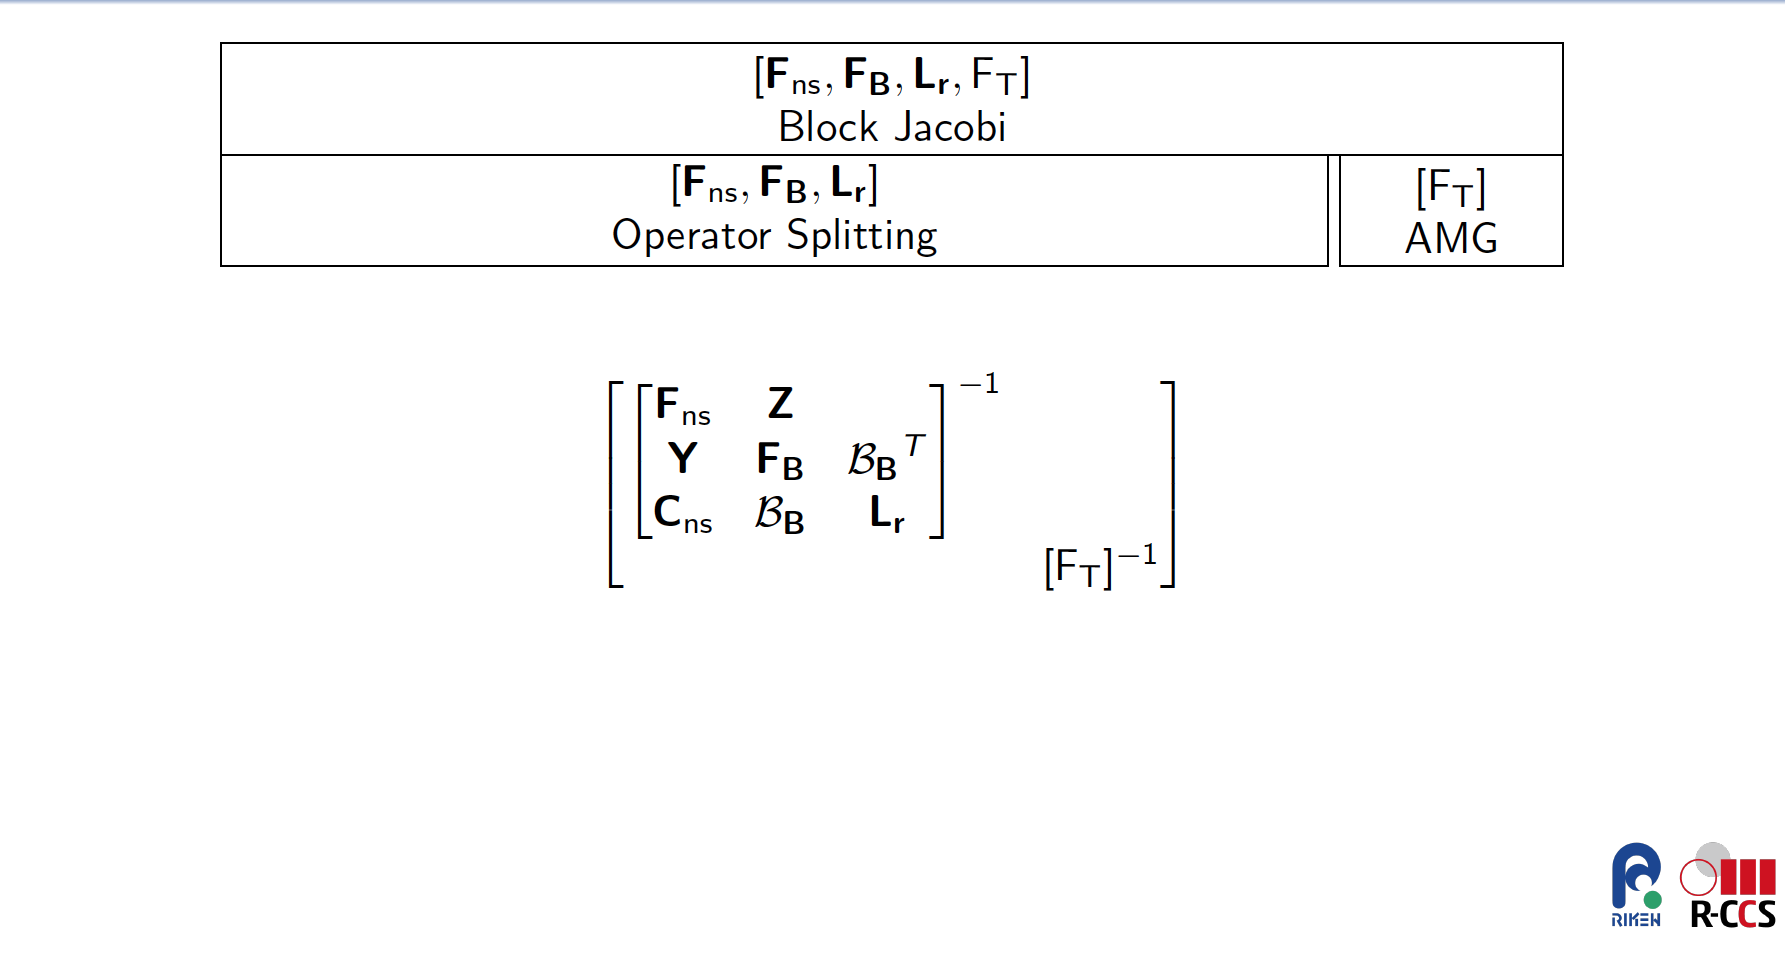 [F_ns, F_B, L_r, F_T]
Block Jacobi
[F_ns, F_B, L_r]
Operator Splitting
[F_T]
AMG
[ [ F_ns Z
Y F_B ℬ_B^T
C_ns ℬ_B L_r ]^−1
[F_T]^−1 ]
RIKEN
R-CCS